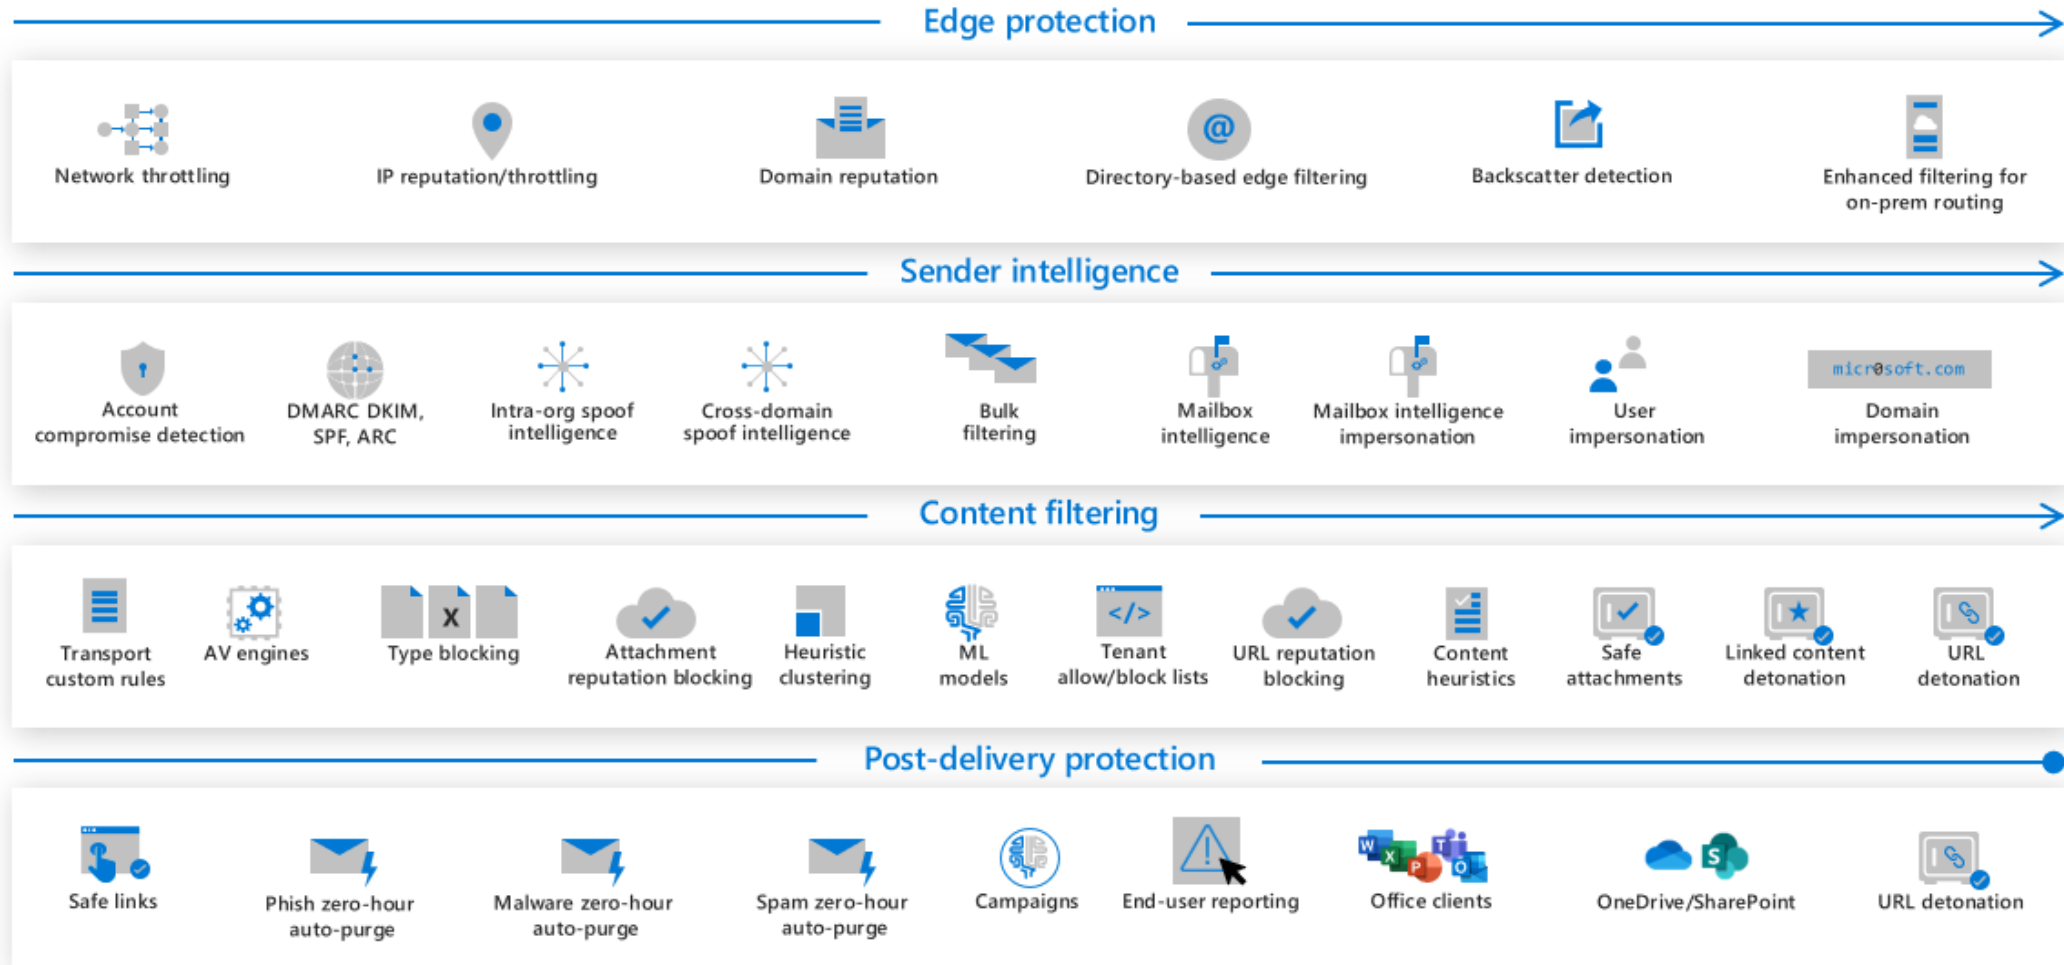 Edge protection
Network throttling
IP reputation/throttling
Domain reputation
@
Directory-based edge filtering
Backscatter detection
Enhanced filtering for
on-prem routing
Sender intelligence
Account
compromise detection
DMARC DKIM,
SPF, ARC
Intra-org spoof
intelligence
Cross-domain
spoof intelligence
Bulk
filtering
Mailbox
intelligence
Mailbox intelligence
impersonation
User
impersonation
micr0soft.com
Domain
impersonation
Content filtering
Transport
custom rules
AV engines
X
Type blocking
Attachment
reputation blocking
Heuristic
clustering
ML
models
</>
Tenant
allow/block lists
URL reputation
blocking
Content
heuristics
Safe
attachments
Linked content
detonation
URL
detonation
Post-delivery protection
Safe links
Phish zero-hour
auto-purge
Malware zero-hour
auto-purge
Spam zero-hour
auto-purge
Campaigns
End-user reporting
W
X
P
T
O
Office clients
S
OneDrive/SharePoint
URL detonation